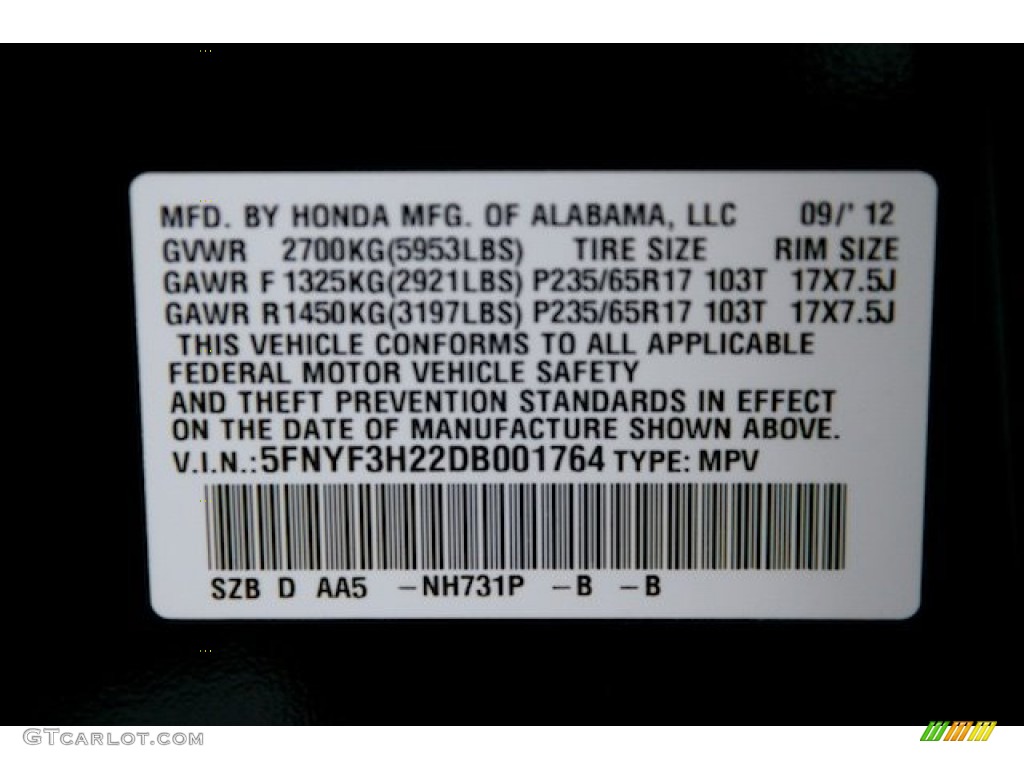 MFD. BY HONDA MFG. OF ALABAMA, LLC 09/' 12
GVWR 2700KG(5953LBS) TIRE SIZE RIM SIZE
GAWR F 1325KG(2921LBS) P235/65R17 103T 17X7.5J
GAWR R1450KG(3197LBS) P235/65R17 103T 17X7.5J
THIS VEHICLE CONFORMS TO ALL APPLICABLE
FEDERAL MOTOR VEHICLE SAFETY
AND THEFT PREVENTION STANDARDS IN EFFECT
ON THE DATE OF MANUFACTURE SHOWN ABOVE.
V.I.N.:5FNYF3H22DB001764 TYPE: MPV
SZB D AA5 –NH731P –B –B
GTCARLOT.COM